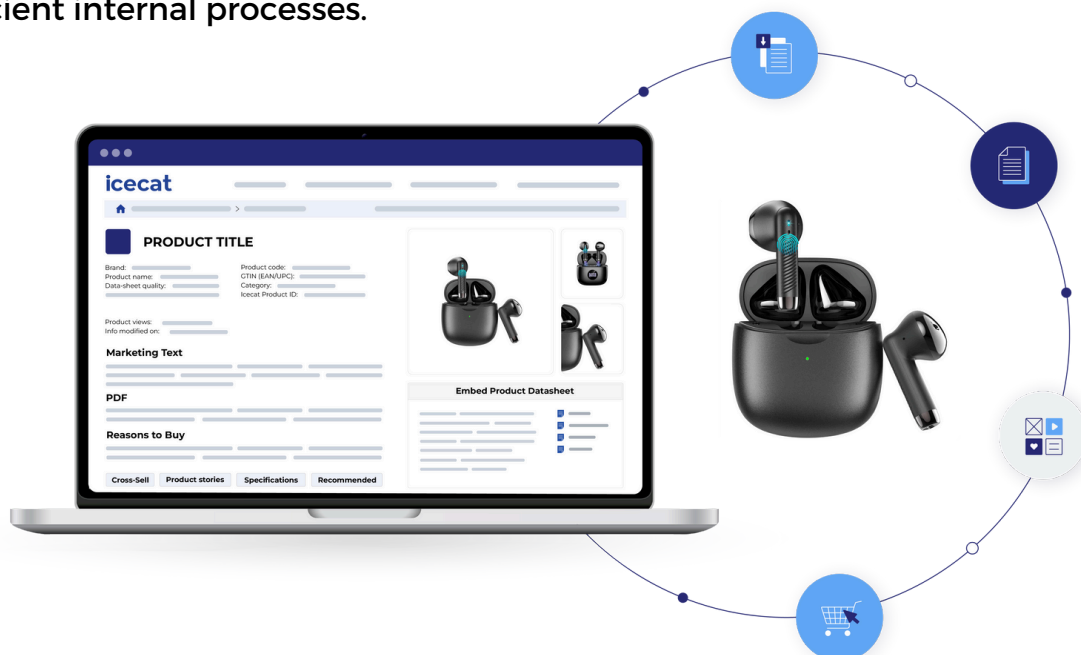 cient internal processes.
icecat
>
PRODUCT TITLE
Brand:
Product name:
Data-sheet quality:
Product code:
GTIN (EAN/UPC):
Category:
Icecat Product ID:
Product views:
Info modified on:
Marketing Text
PDF
Reasons to Buy
Embed Product Datasheet
Cross-Sell Product stories Specifications Recommended